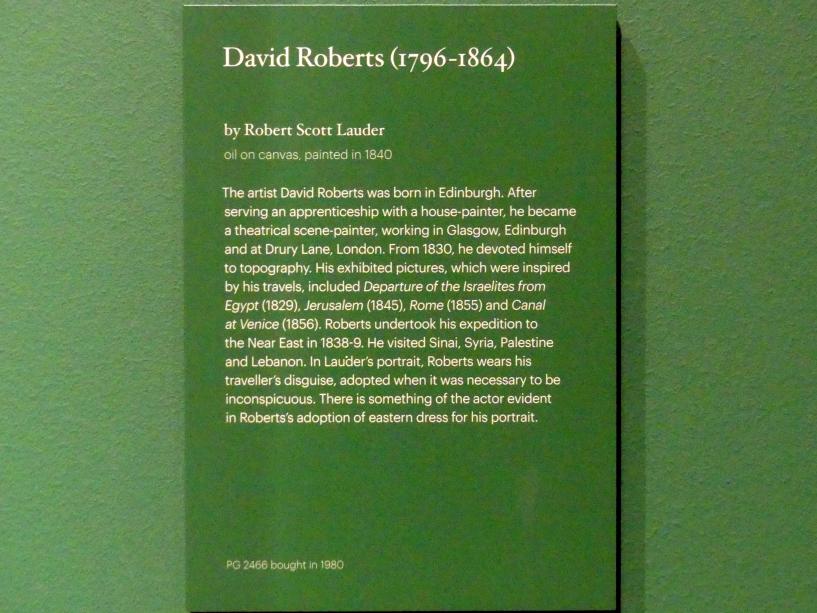 David Roberts (1796-1864)
by Robert Scott Lauder
oil on canvas, painted in 1840
The artist David Roberts was born in Edinburgh. After
serving an apprenticeship with a house-painter, he became
a theatrical scene-painter, working in Glasgow, Edinburgh
and at Drury Lane, London. From 1830, he devoted himself
to topography. His exhibited pictures, which were inspired
by his travels, included Departure of the Israelites from
Egypt (1829), Jerusalem (1845), Rome (1855) and Canal
at Venice (1856). Roberts undertook his expedition to
the Near East in 1838-9. He visited Sinai, Syria, Palestine
and Lebanon. In Lauder's portrait, Roberts wears his
traveller's disguise, adopted when it was necessary to be
inconspicuous. There is something of the actor evident
in Roberts's adoption of eastern dress for his portrait.
PG 2466 bought in 1980